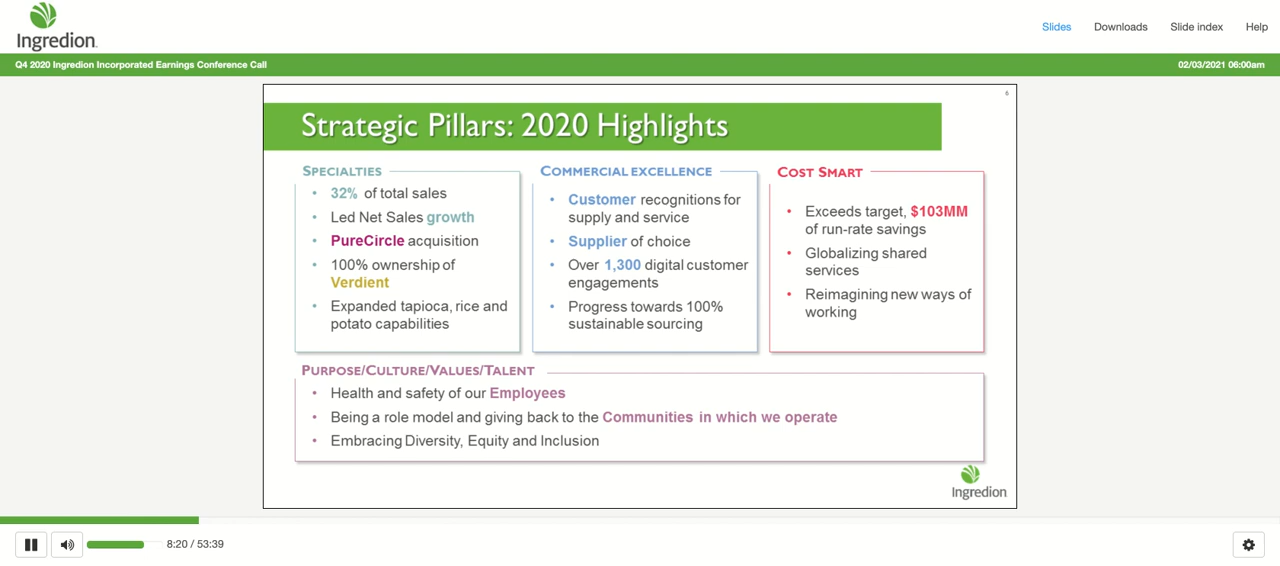 Ingredion
Slides
Downloads
Slide index
Help
Q4 2020 Ingredion Incorporated Earnings Conference Call
02/03/2021 06:00am
6
Strategic Pillars: 2020 Highlights
SPECIALTIES
• 32% of total sales
• Led Net Sales growth
• PureCircle acquisition
• 100% ownership of
Verdient
• Expanded tapioca, rice and
potato capabilities
COMMERCIAL EXCELLENCE
• Customer recognitions for
supply and service
• Supplier of choice
• Over 1,300 digital customer
engagements
• Progress towards 100%
sustainable sourcing
COST SMART
• Exceeds target, $103MM
of run-rate savings
• Globalizing shared
services
• Reimagining new ways of
working
PURPOSE/CULTURE/VALUES/TALENT
• Health and safety of our Employees
• Being a role model and giving back to the Communities in which we operate
• Embracing Diversity, Equity and Inclusion
Ingredion
8:20 / 53:39